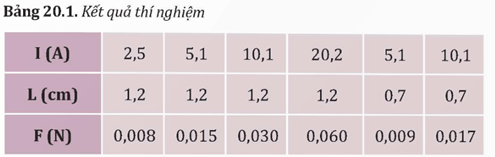 Bảng 20.1. Kết quả thí nghiệm
I (A) 2,5 5,1 10,1 20,2 5,1 10,1
L (cm) 1,2 1,2 1,2 1,2 0,7 0,7
F (N) 0,008 0,015 0,030 0,060 0,009 0,017